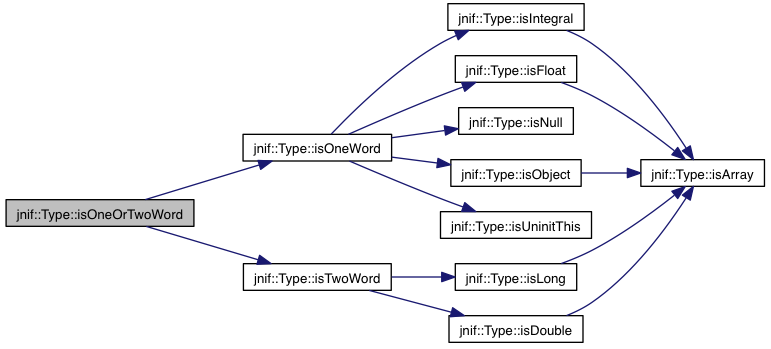 jnif::Type::isIntegral
jnif::Type::isFloat
jnif::Type::isNull
jnif::Type::isOneWord
jnif::Type::isObject
jnif::Type::isArray
jnif::Type::isOneOrTwoWord
jnif::Type::isUninitThis
jnif::Type::isTwoWord
jnif::Type::isLong
jnif::Type::isDouble